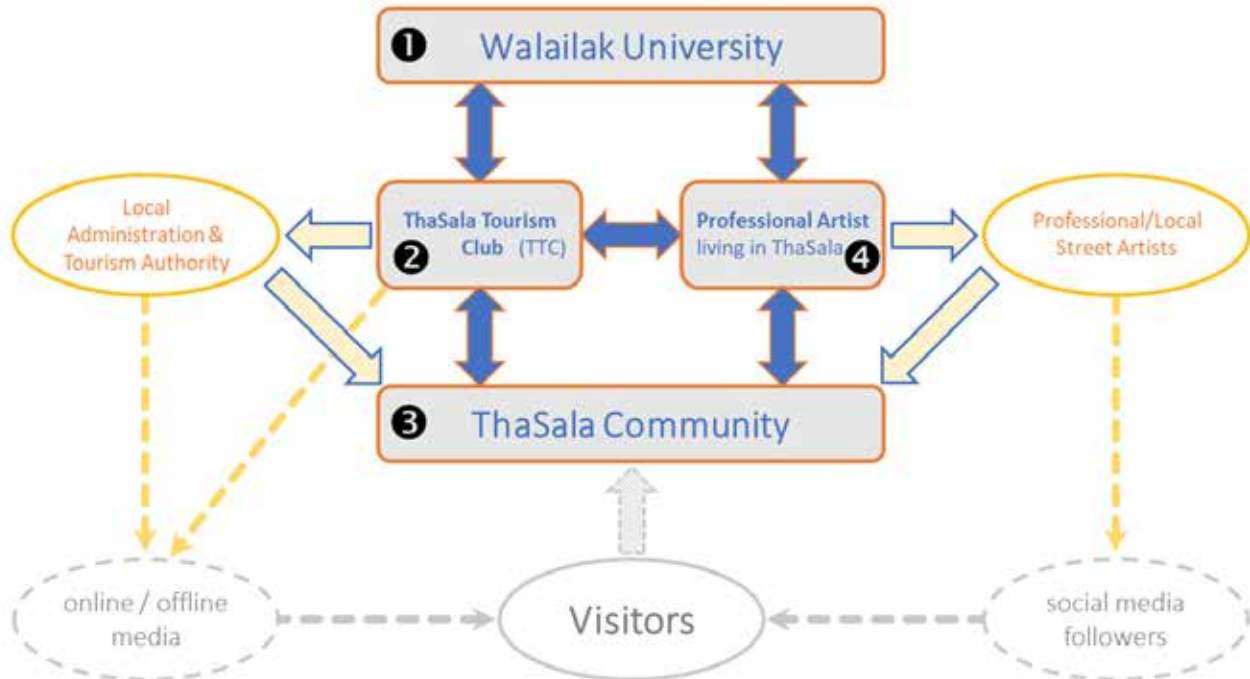 ❶ Walailak University
Local
Administration &
Tourism Authority
ThaSala Tourism
Club (TTC)
❷
Professional Artist
living in ThaSala
❹
Professional/Local
Street Artists
❸ ThaSala Community
online / offline
media
Visitors
social media
followers